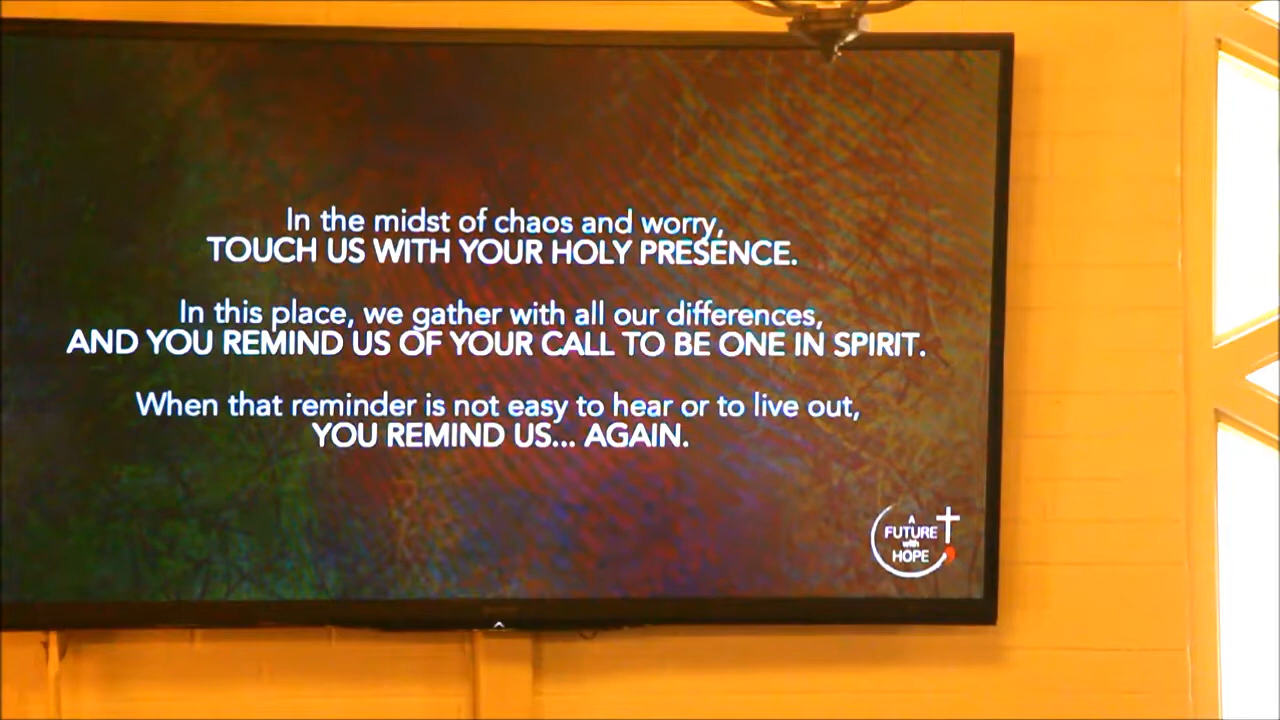 In the midst of chaos and worry,
TOUCH US WITH YOUR HOLY PRESENCE.
In this place, we gather with all our differences,
AND YOU REMIND US OF YOUR CALL TO BE ONE IN SPIRIT.
When that reminder is not easy to hear or to live out,
YOU REMIND US... AGAIN.
A
FUTURE
with
HOPE